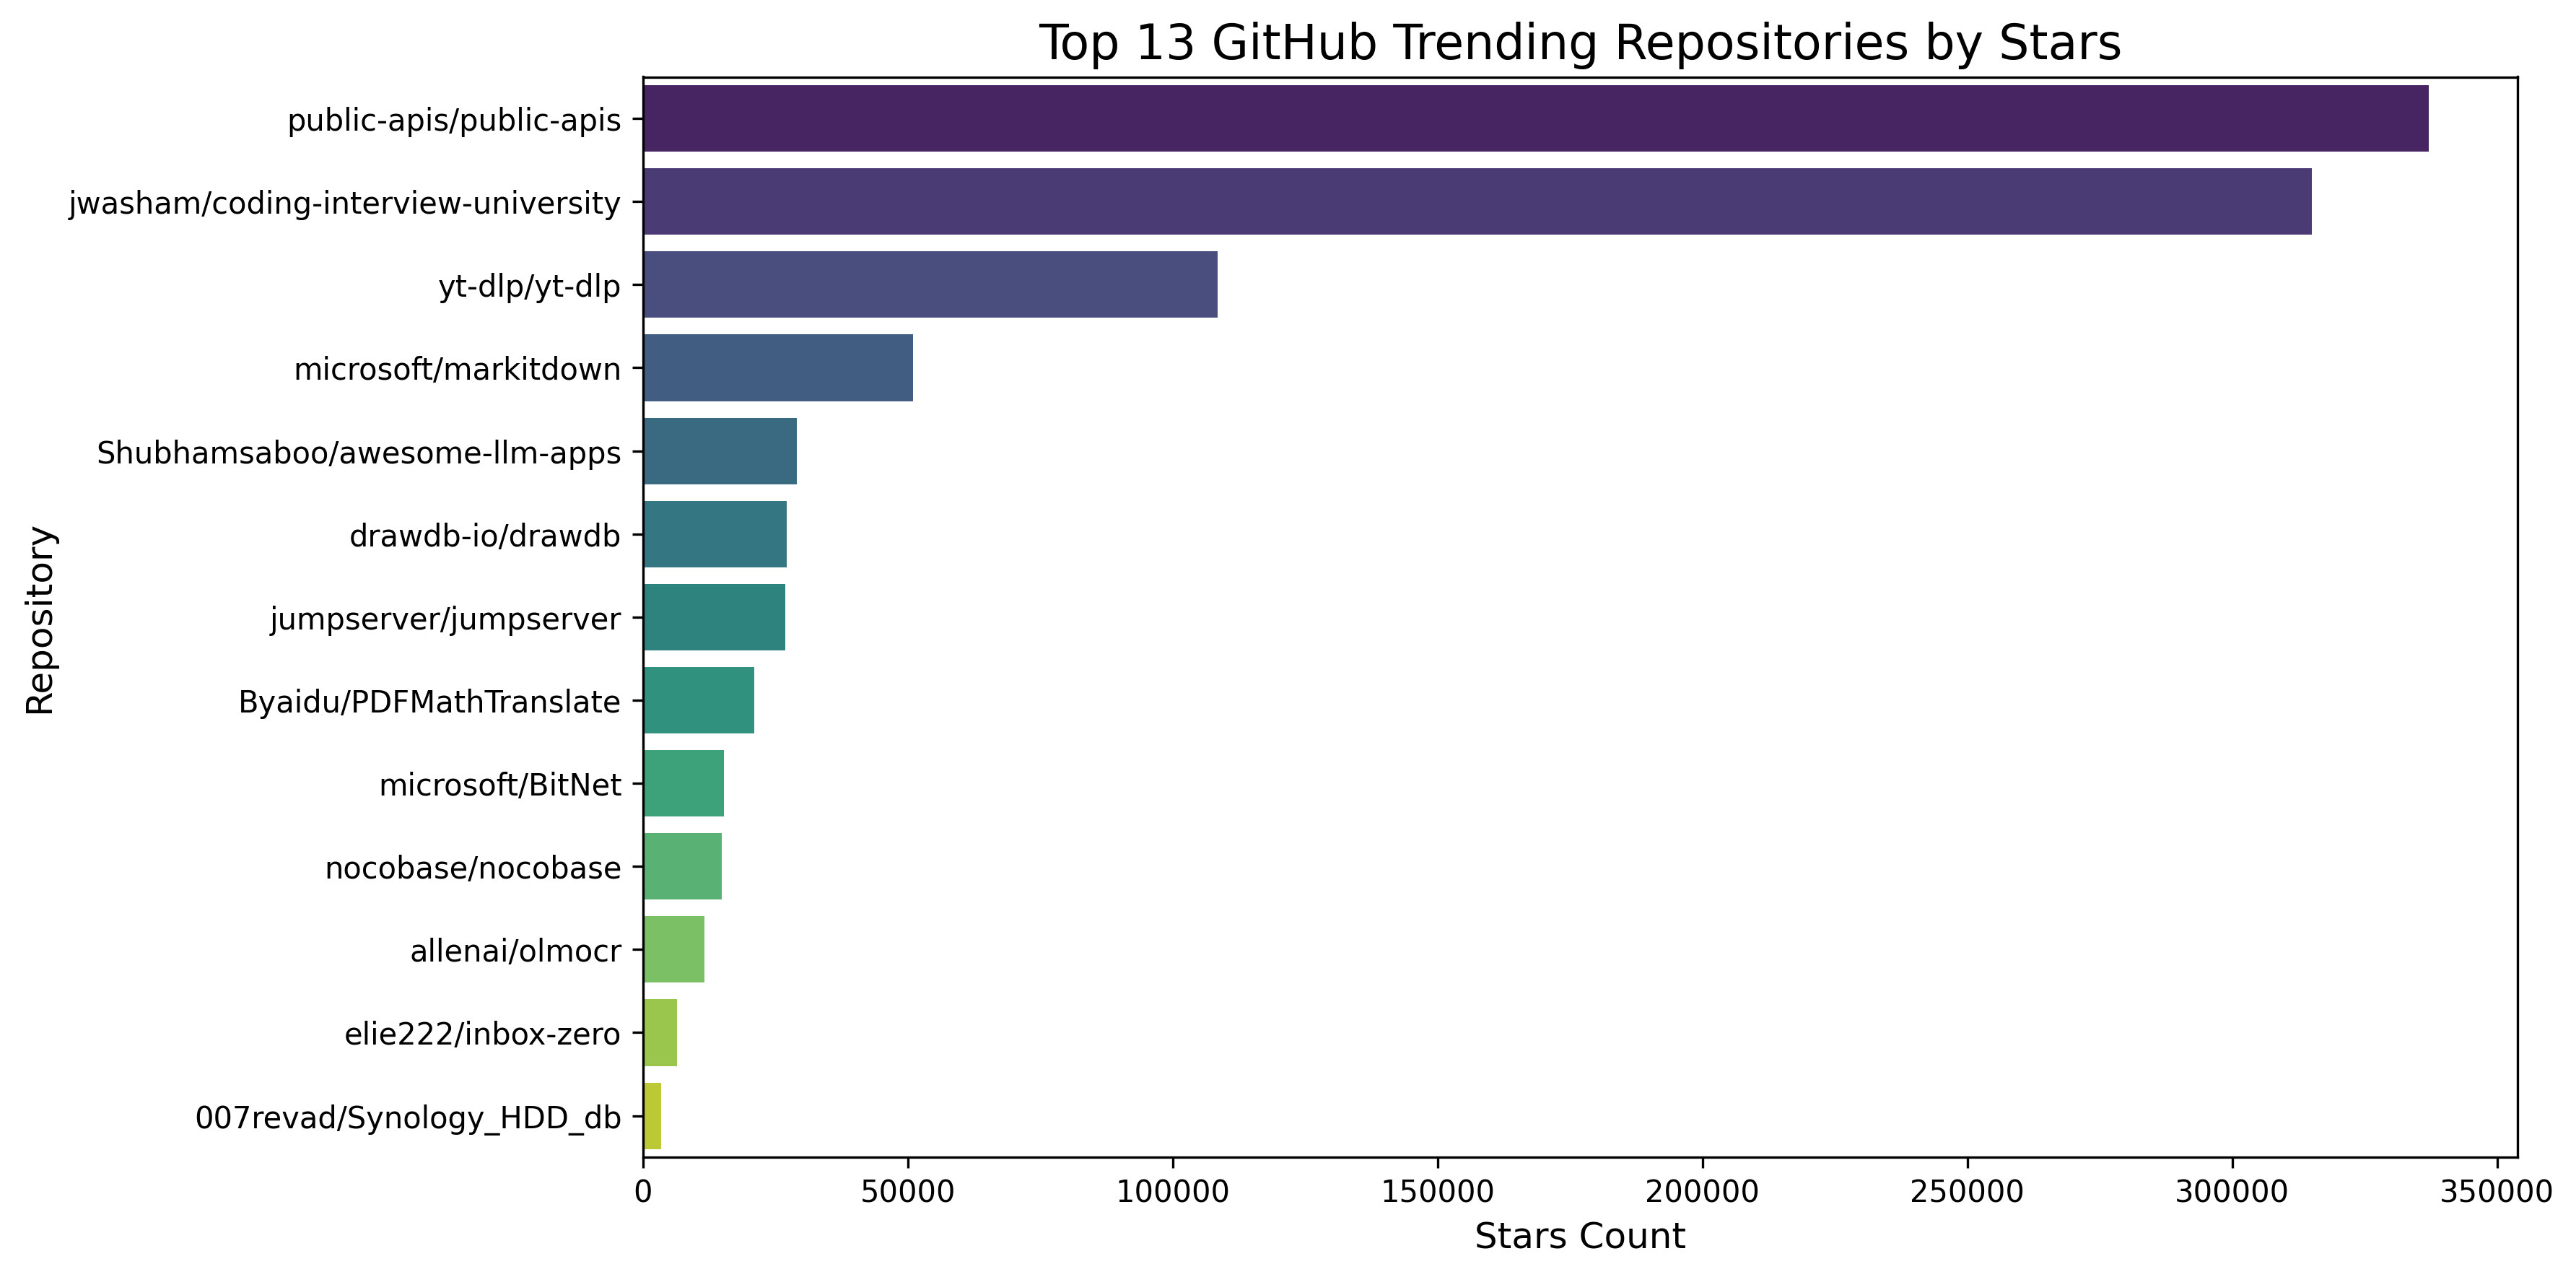 Top 13 GitHub Trending Repositories by Stars
Repository
public-apis/public-apis
jwasham/coding-interview-university
yt-dlp/yt-dlp
microsoft/markitdown
Shubhamsaboo/awesome-llm-apps
drawdb-io/drawdb
jumpserver/jumpserver
Byaidu/PDFMathTranslate
microsoft/BitNet
nocobase/nocobase
allenai/olmocr
elie222/inbox-zero
007revad/Synology_HDD_db
0 50000 100000 150000 200000 250000 300000 350000
Stars Count